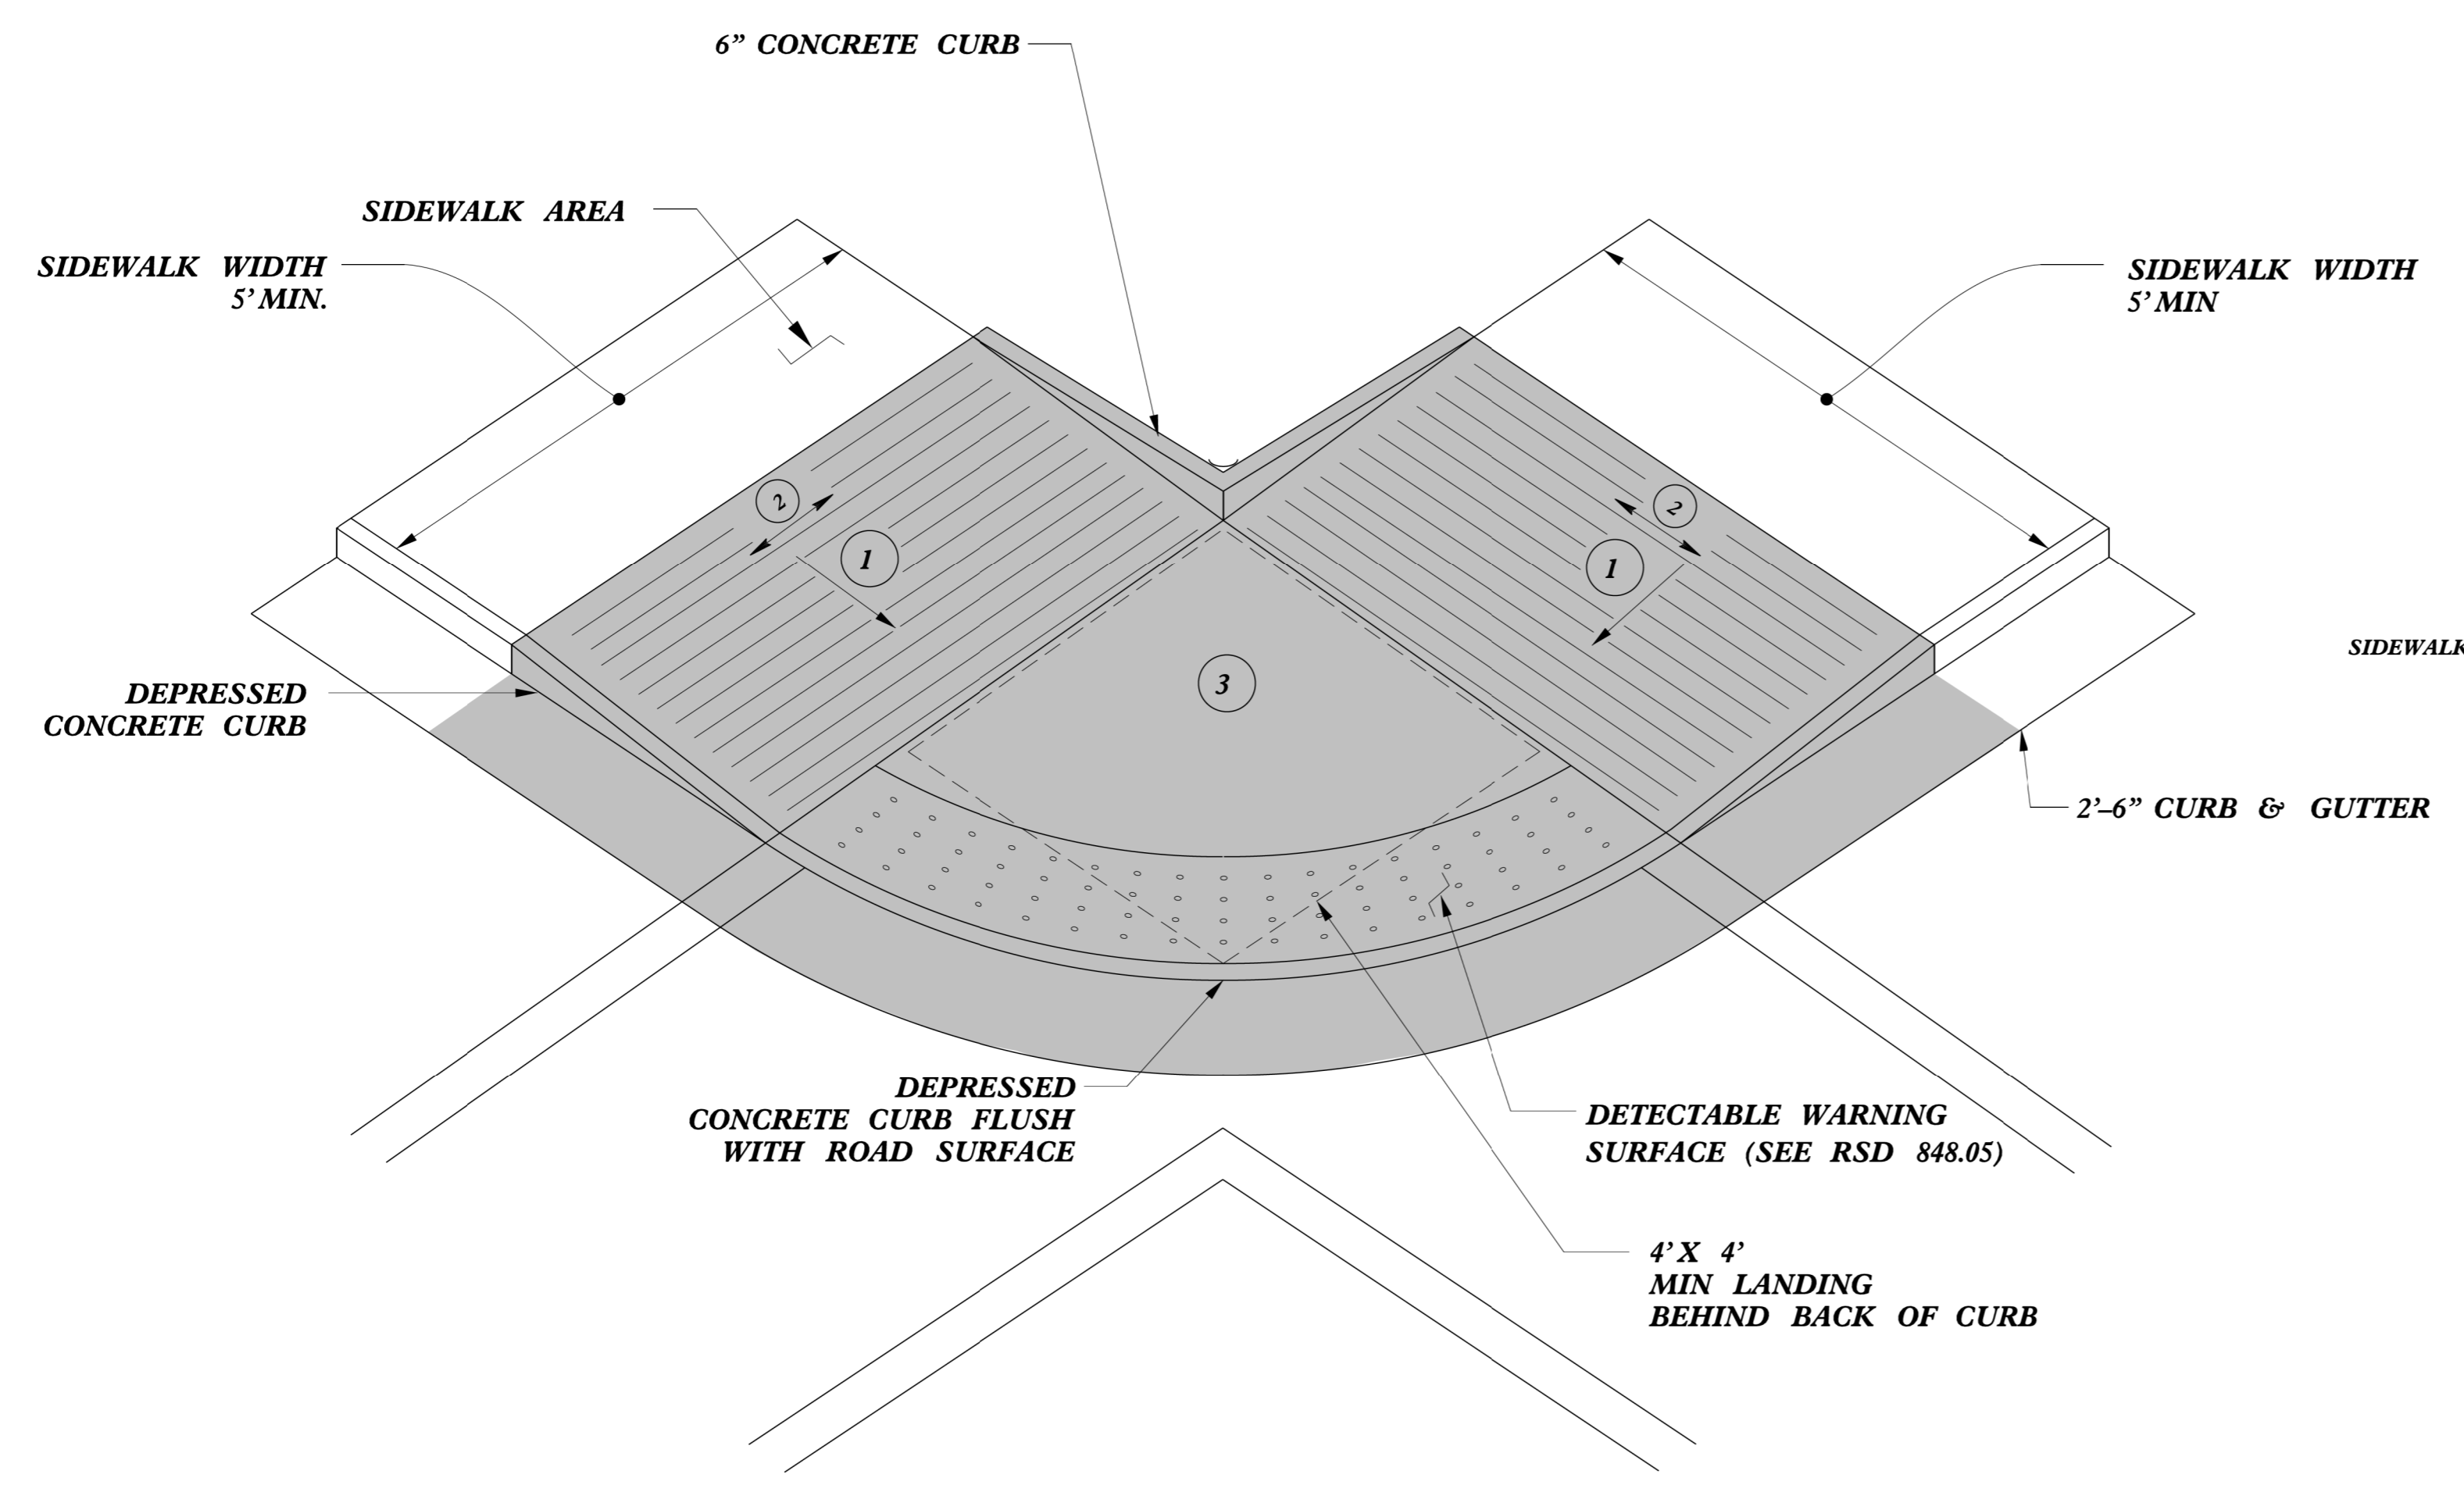 6” CONCRETE CURB
SIDEWALK AREA
SIDEWALK WIDTH
5’ MIN.
SIDEWALK WIDTH
5’ MIN
2
1
2
1
3
SIDEWALK
DEPRESSED
CONCRETE CURB
2’–6” CURB & GUTTER
DEPRESSED
CONCRETE CURB FLUSH
WITH ROAD SURFACE
DETECTABLE WARNING
SURFACE (SEE RSD 848.05)
4’ X 4’
MIN LANDING
BEHIND BACK OF CURB